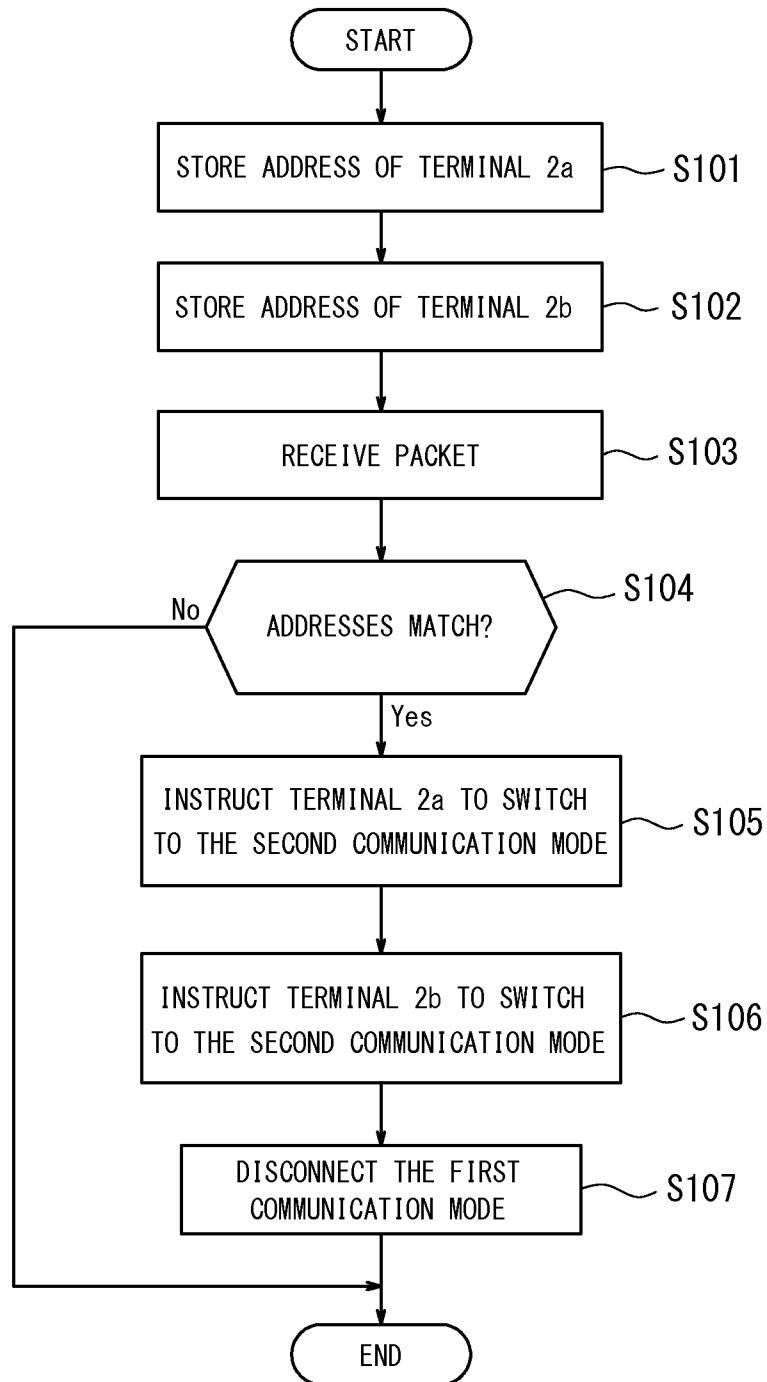 START
STORE ADDRESS OF TERMINAL 2a
S101
STORE ADDRESS OF TERMINAL 2b
S102
RECEIVE PACKET
S103
ADDRESSES MATCH?
S104
No
Yes
INSTRUCT TERMINAL 2a TO SWITCH
TO THE SECOND COMMUNICATION MODE
S105
INSTRUCT TERMINAL 2b TO SWITCH
TO THE SECOND COMMUNICATION MODE
S106
DISCONNECT THE FIRST
COMMUNICATION MODE
S107
END